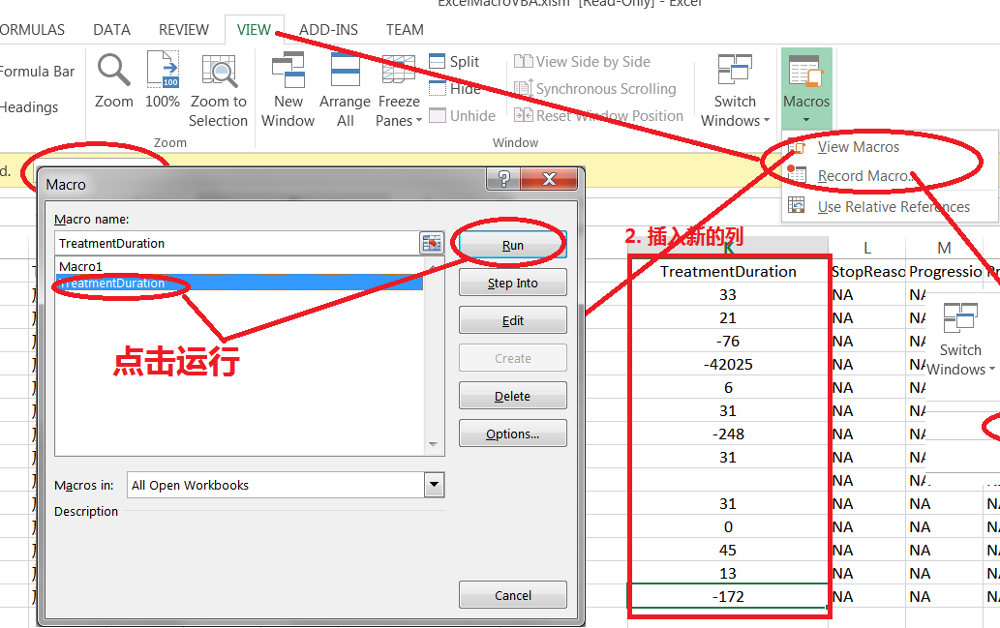 ExcelMacroVBA.xlsm [Read-Only] - Excel
ORMULAS DATA REVIEW VIEW ADD-INS TEAM
Formula Bar
Headings
Zoom
100
100%
Zoom to
Selection
Zoom
New
Window
Arrange
All
Freeze
Panes
Split
Hide
Unhide
View Side by Side
Synchronous Scrolling
Reset Window Position
Window
Switch
Windows
Macros
View Macros
Record Macro...
Use Relative References
d.
Macro
?
X
Macro name:
TreatmentDuration
Macro1
TreatmentDuration
点击运行
Run
Step Into
Edit
Create
Delete
Options...
Macros in:
All Open Workbooks
Description
Cancel
2. 插入新的列
K L M
TreatmentDuration StopReaso Progressio
33 NA NA
21 NA NA
-76 NA NA
-42025 NA NA
6 NA NA
31 NA NA
-248 NA NA
31 NA NA
NA NA
31 NA NA
0 NA NA
45 NA NA
13 NA NA
-172 NA NA
Switch
Windows